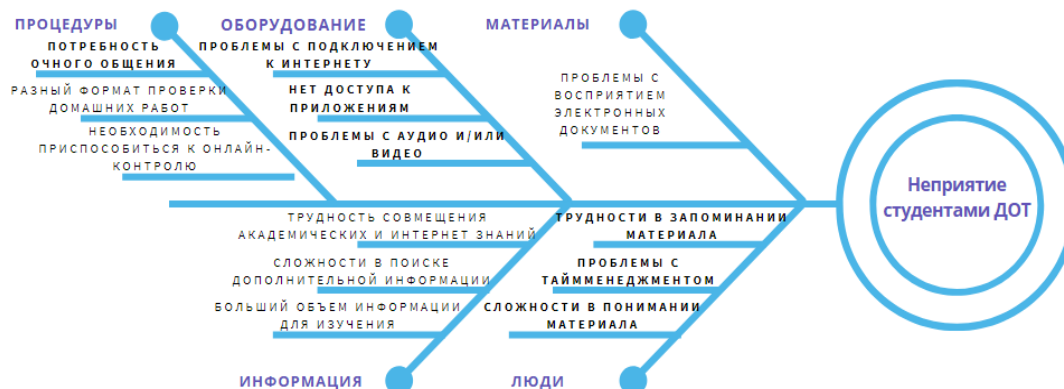 ПРОЦЕДУРЫ
ПОТРЕБНОСТЬ
ОЧНОГО ОБЩЕНИЯ
РАЗНЫЙ ФОРМАТ ПРОВЕРКИ
ДОМАШНИХ РАБОТ
НЕОБХОДИМОСТЬ
ПРИСПОСОБИТЬСЯ К ОНЛАЙН-
КОНТРОЛЮ
ОБОРУДОВАНИЕ
ПРОБЛЕМЫ С ПОДКЛЮЧЕНИЕМ
К ИНТЕРНЕТУ
НЕТ ДОСТУПА К
ПРИЛОЖЕНИЯМ
ПРОБЛЕМЫ С АУДИО И/ИЛИ
ВИДЕО
МАТЕРИАЛЫ
ПРОБЛЕМЫ С
ВОСПРИЯТИЕМ
ЭЛЕКТРОННЫХ
ДОКУМЕНТОВ
Неприятие
студентами ДОТ
ТРУДНОСТЬ СОВМЕЩЕНИЯ
АКАДЕМИЧЕСКИХ И ИНТЕРНЕТ ЗНАНИЙ
СЛОЖНОСТИ В ПОИСКЕ
ДОПОЛНИТЕЛЬНОЙ ИНФОРМАЦИИ
БОЛЬШИЙ ОБЪЕМ ИНФОРМАЦИИ
ДЛЯ ИЗУЧЕНИЯ
ИНФОРМАЦИЯ
ТРУДНОСТИ В ЗАПОМИНАНИИ
МАТЕРИАЛА
ПРОБЛЕМЫ С
ТАЙММЕНЕДЖМЕНТОМ
СЛОЖНОСТИ В ПОНИМАНИИ
МАТЕРИАЛА
ЛЮДИ